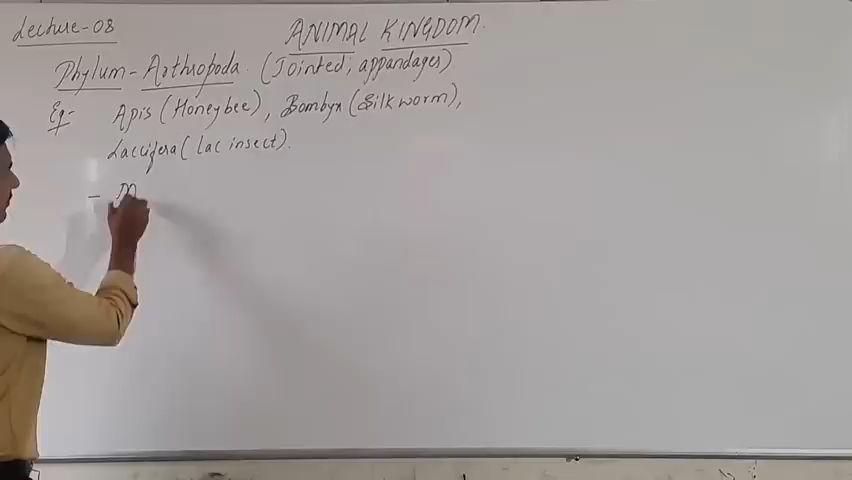 Lecture-08
ANIMAL KINGDOM.
Phylum - Arthropoda. (Jointed, appandages)
Eg:- Apis (Honeybee), Bombyx (Silkworm),
Laccifera (lac insect).
- M